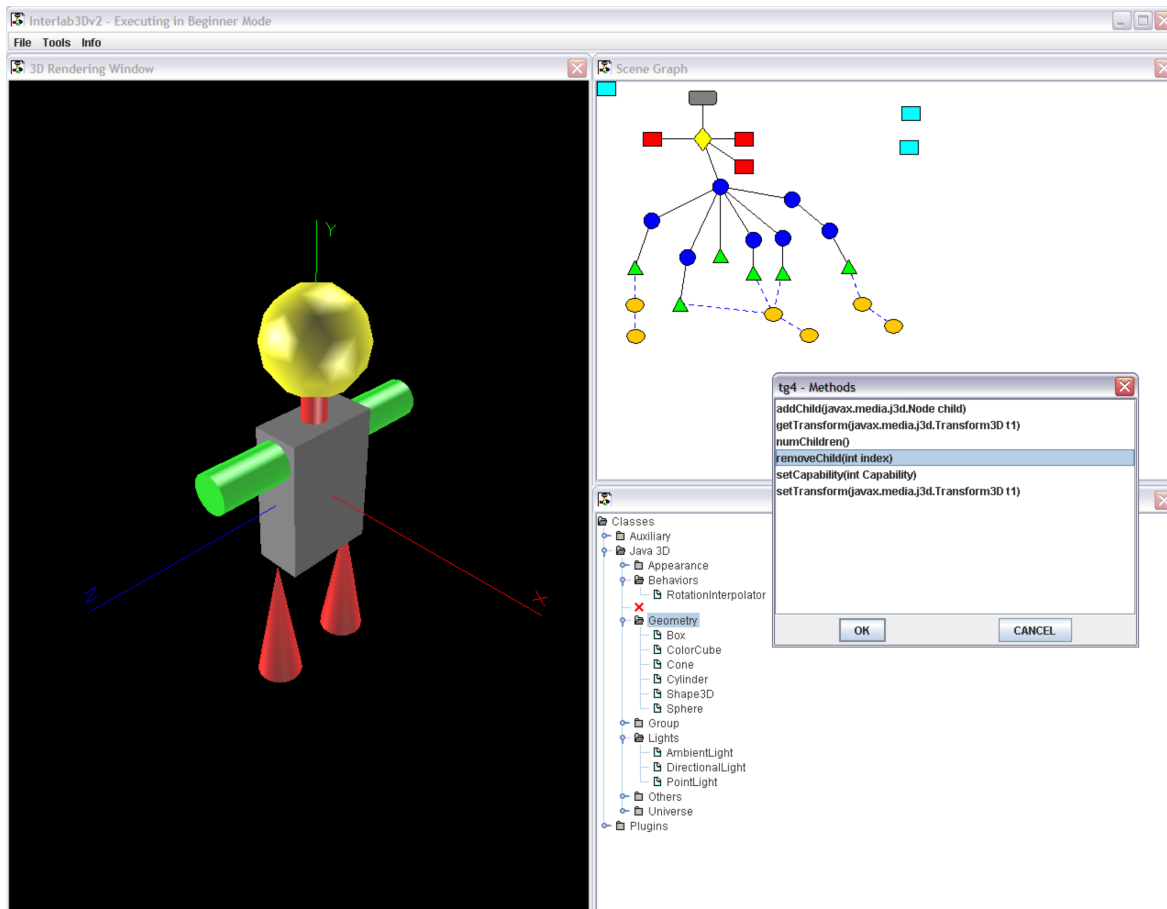 Interlab3Dv2 - Executing in Beginner Mode
File Tools Info
3D Rendering Window
Y
Z
X
Scene Graph
tg4 - Methods
addChild(javax.media.j3d.Node child)
getTransform(javax.media.j3d.Transform3D t1)
numChildren()
removeChild(int index)
setCapability(int Capability)
setTransform(javax.media.j3d.Transform3D t1)
OK CANCEL
Classes
Auxiliary
Java 3D
Appearance
Behaviors
RotationInterpolator
Geometry
Box
ColorCube
Cone
Cylinder
Shape3D
Sphere
Group
Lights
AmbientLight
DirectionalLight
PointLight
Others
Universe
Plugins